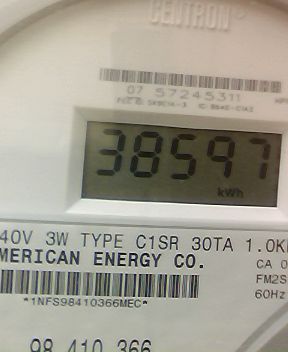 CENTRON®
07 57245311
38597
kWh
40V 3W TYPE C1SR 30TA 1.0K
MERICAN ENERGY CO.
CA 0
FM2S
60Hz
*1NFS98410366MEC*
98 410 366